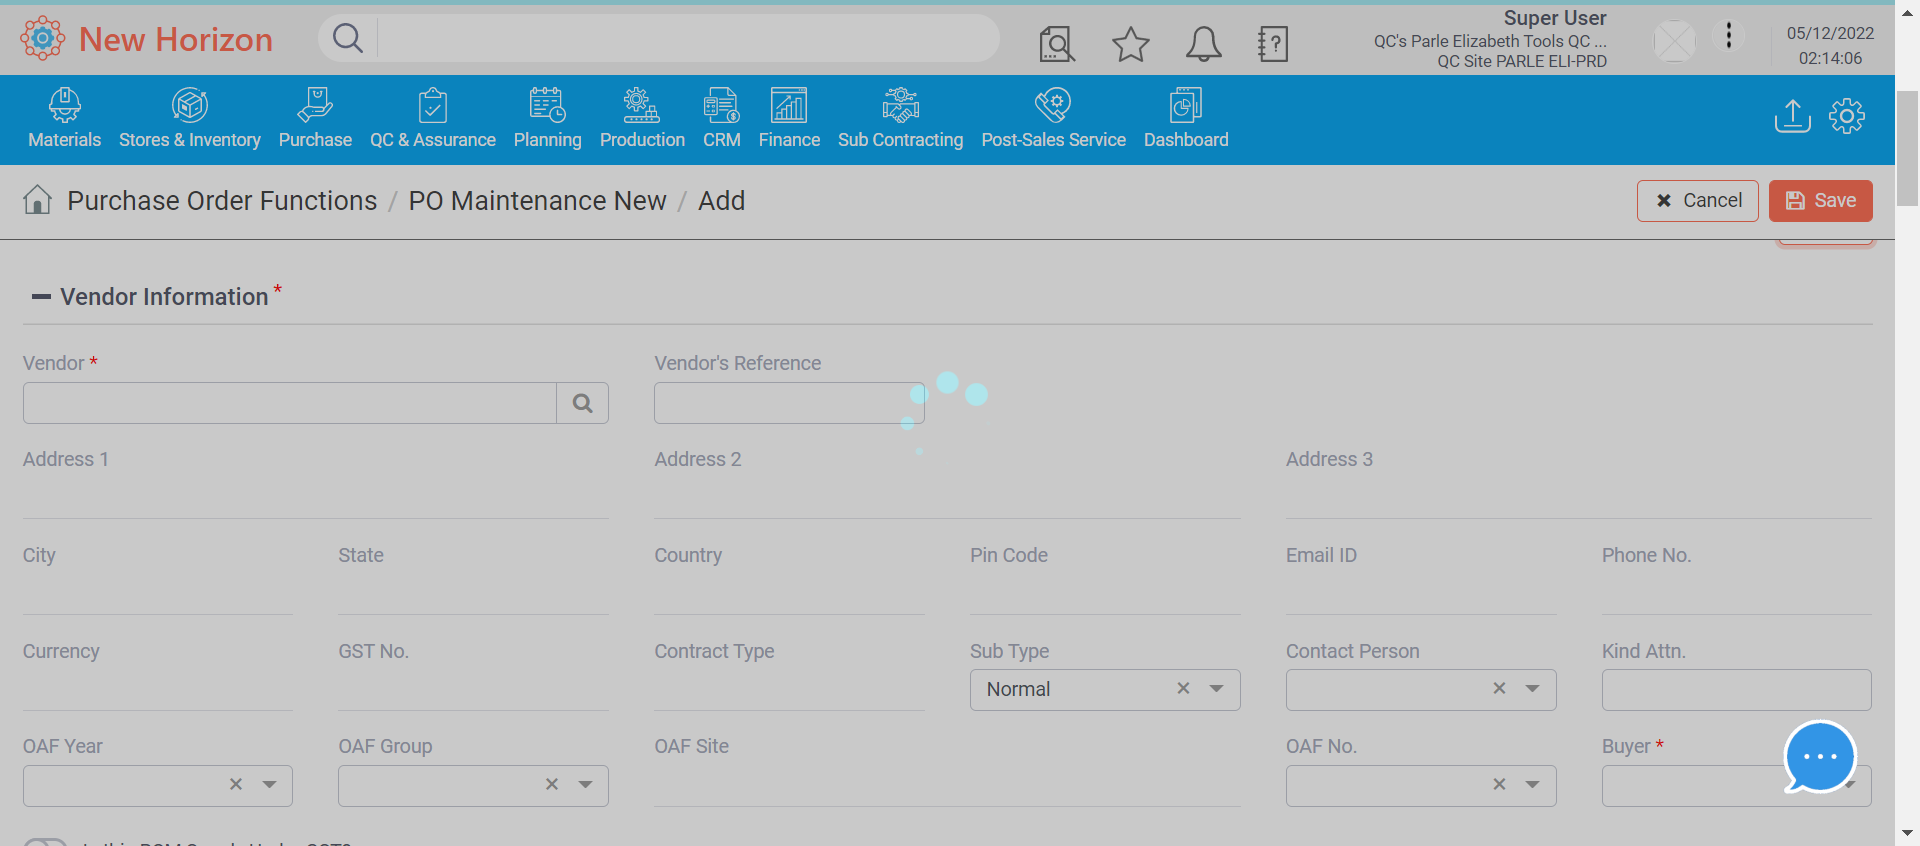 New Horizon
Super User
QC's Parle Elizabeth Tools QC ...
QC Site PARLE ELI-PRD
05/12/2022
02:14:06
Materials
Stores & Inventory
Purchase
QC & Assurance
Planning
Production
CRM
Finance
Sub Contracting
Post-Sales Service
Dashboard
Purchase Order Functions / PO Maintenance New / Add
Cancel
Save
Vendor Information *
Vendor *
Vendor's Reference
Address 1
Address 2
Address 3
City
State
Country
Pin Code
Email ID
Phone No.
Currency
GST No.
Contract Type
Sub Type
Contact Person
Kind Attn.
Normal
OAF Year
OAF Group
OAF Site
OAF No.
Buyer *